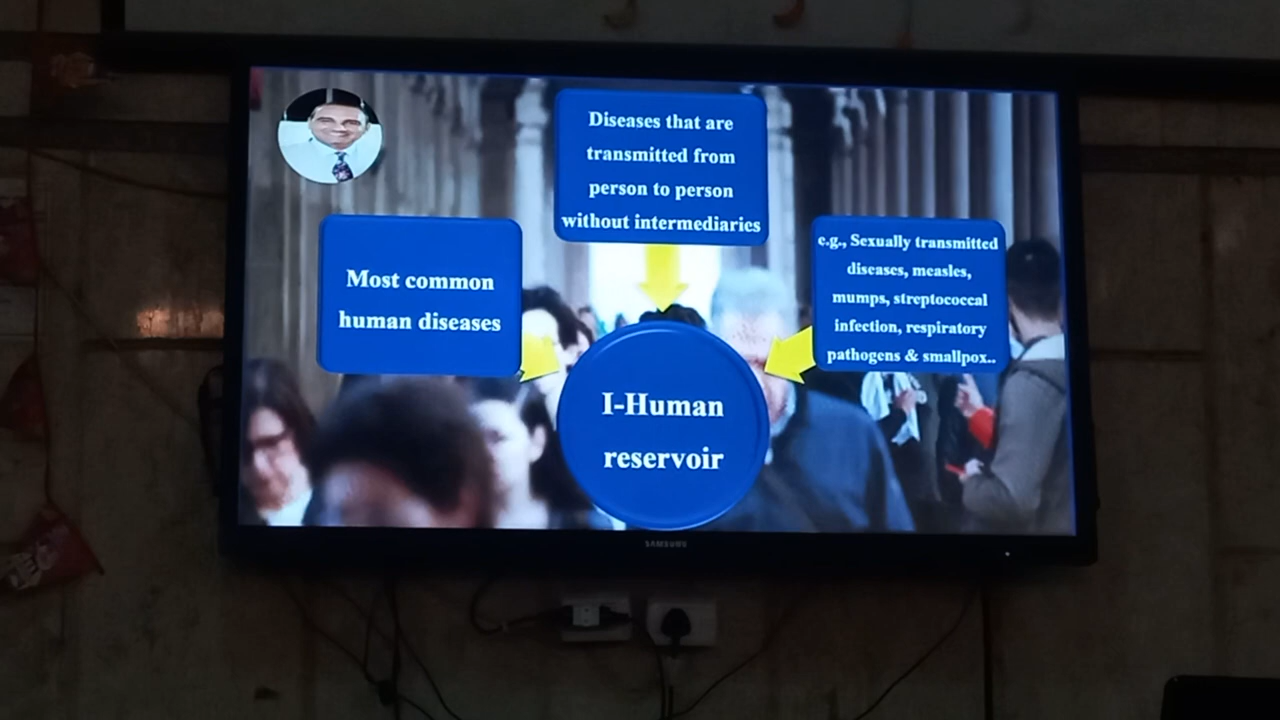 Diseases that are
transmitted from
person to person
without intermediaries
Most common
human diseases
e.g., Sexually transmitted
diseases, measles,
mumps, streptococcal
infection, respiratory
pathogens & smallpox..
I-Human
reservoir
SAMSUNG